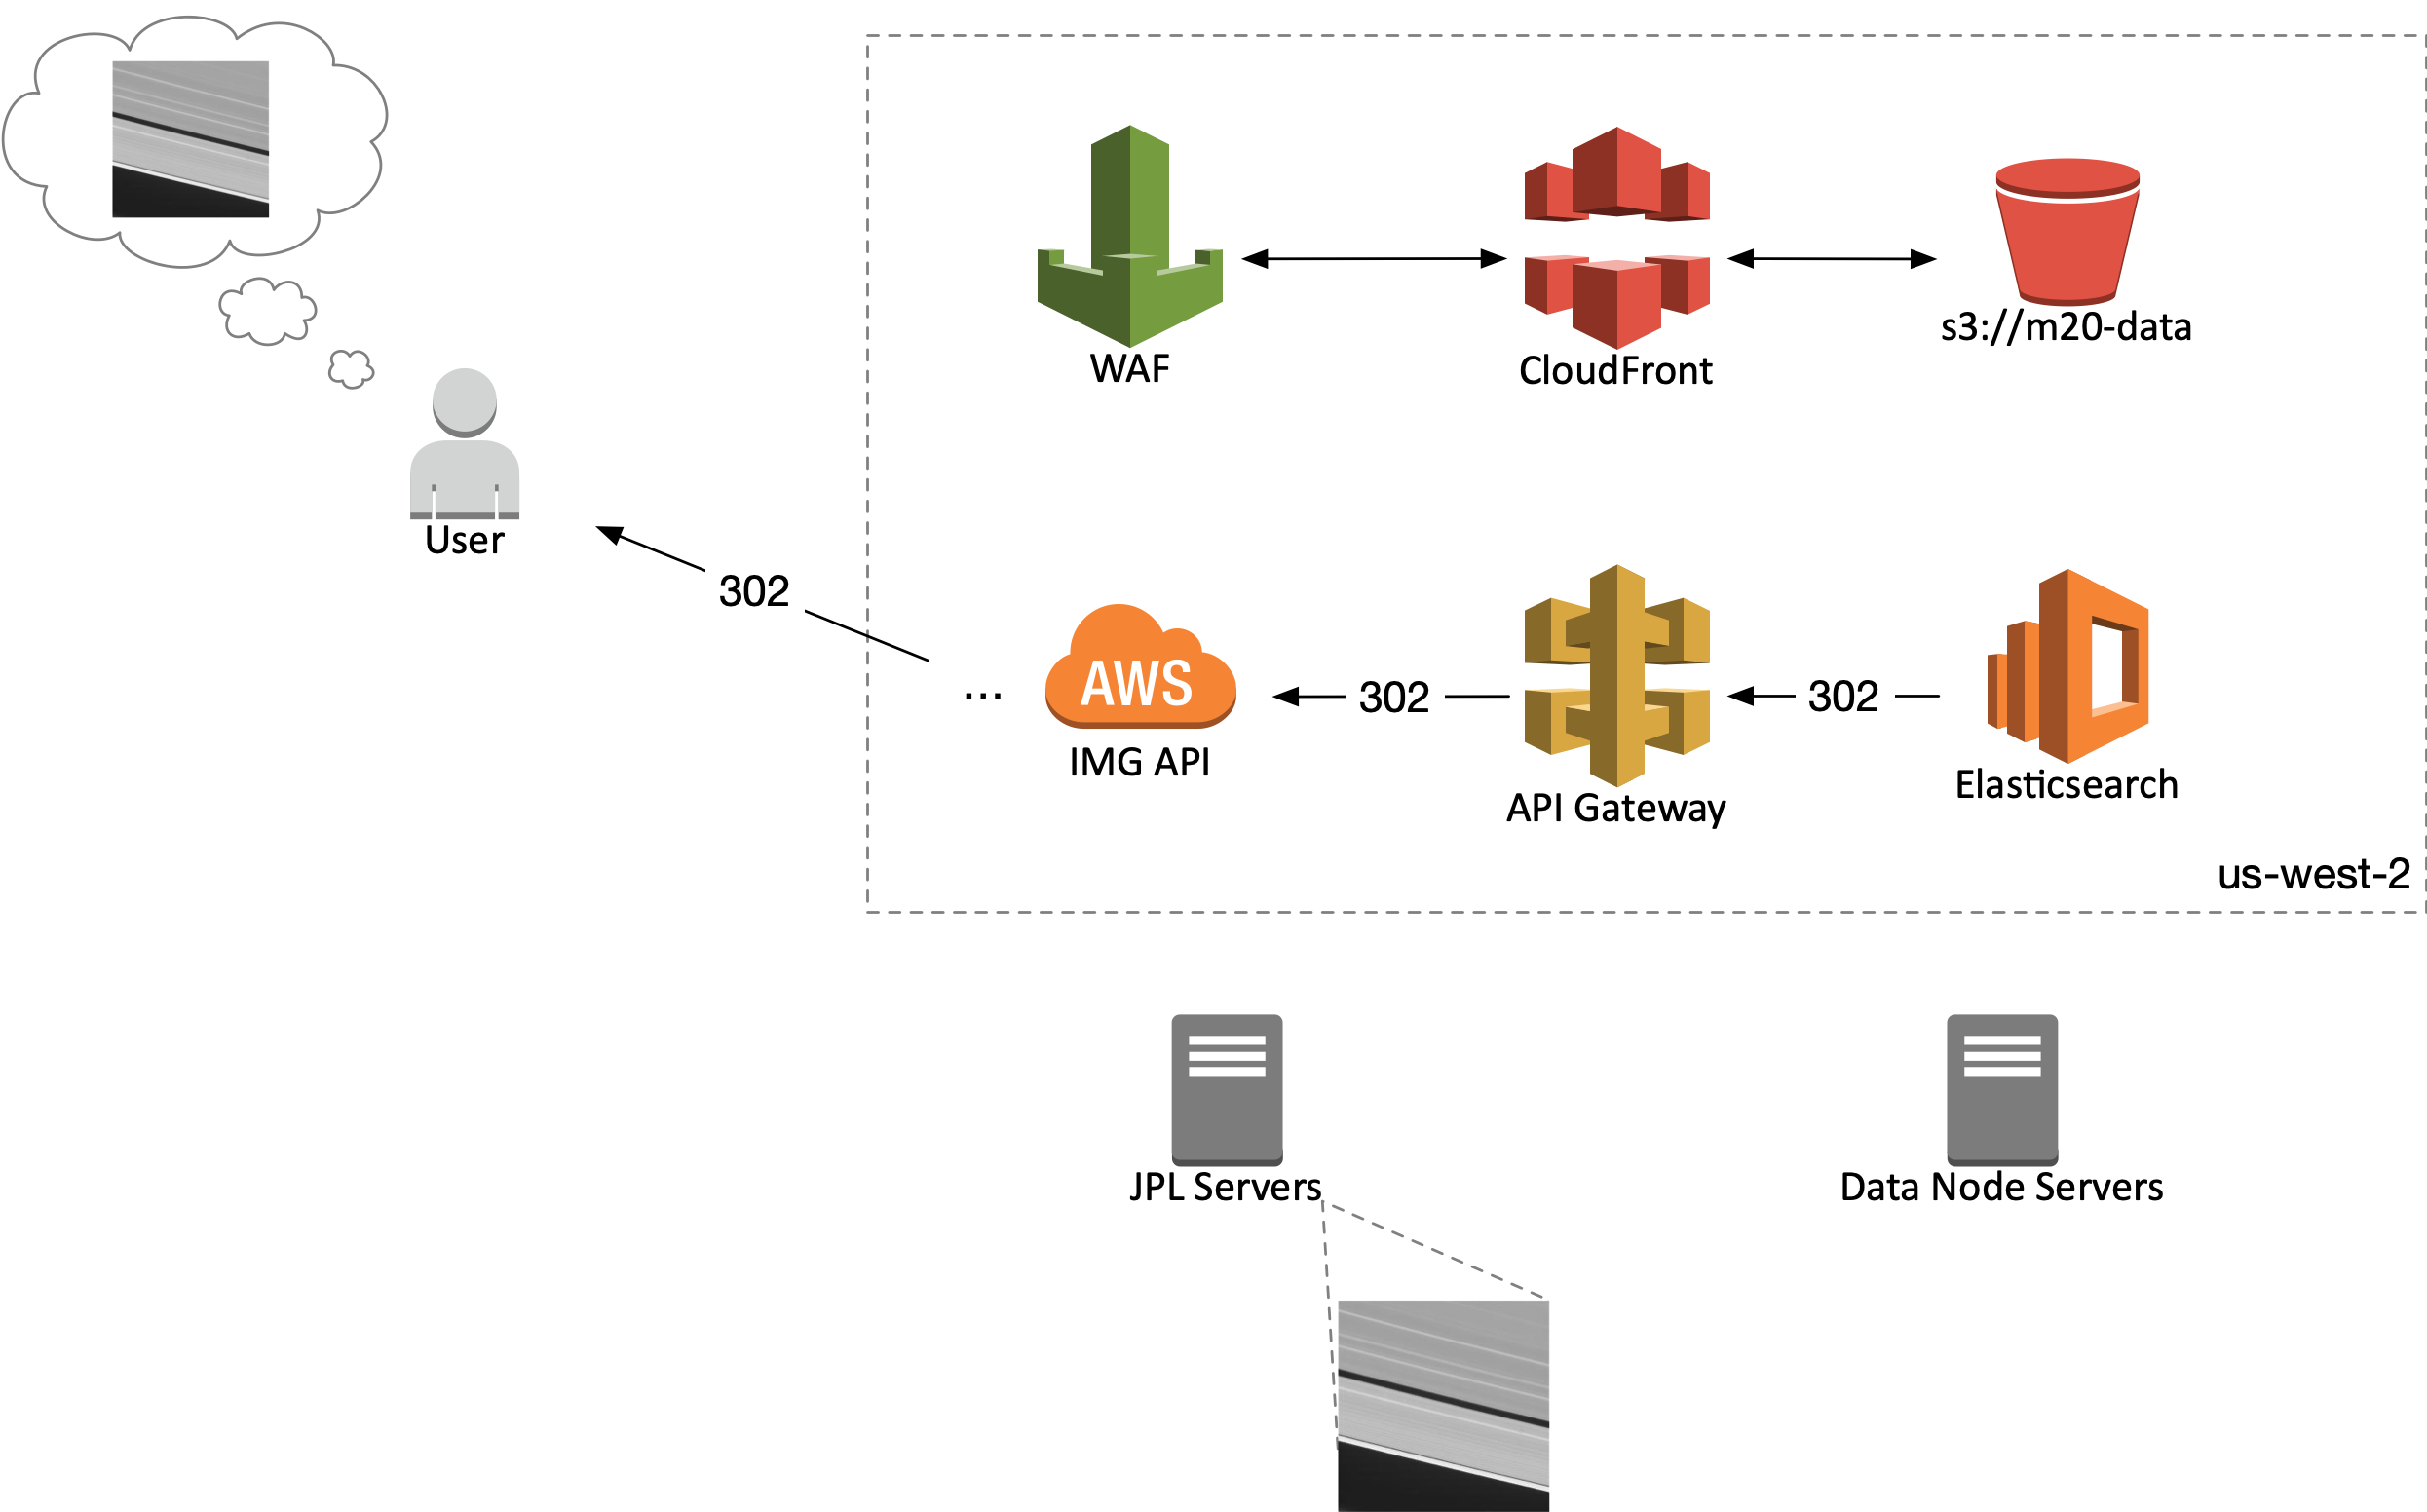 WAF
CloudFront
s3://m20-data
User
302
...
AWS
IMG API
302
API Gateway
302
Elasticsearch
us-west-2
JPL Servers
Data Node Servers